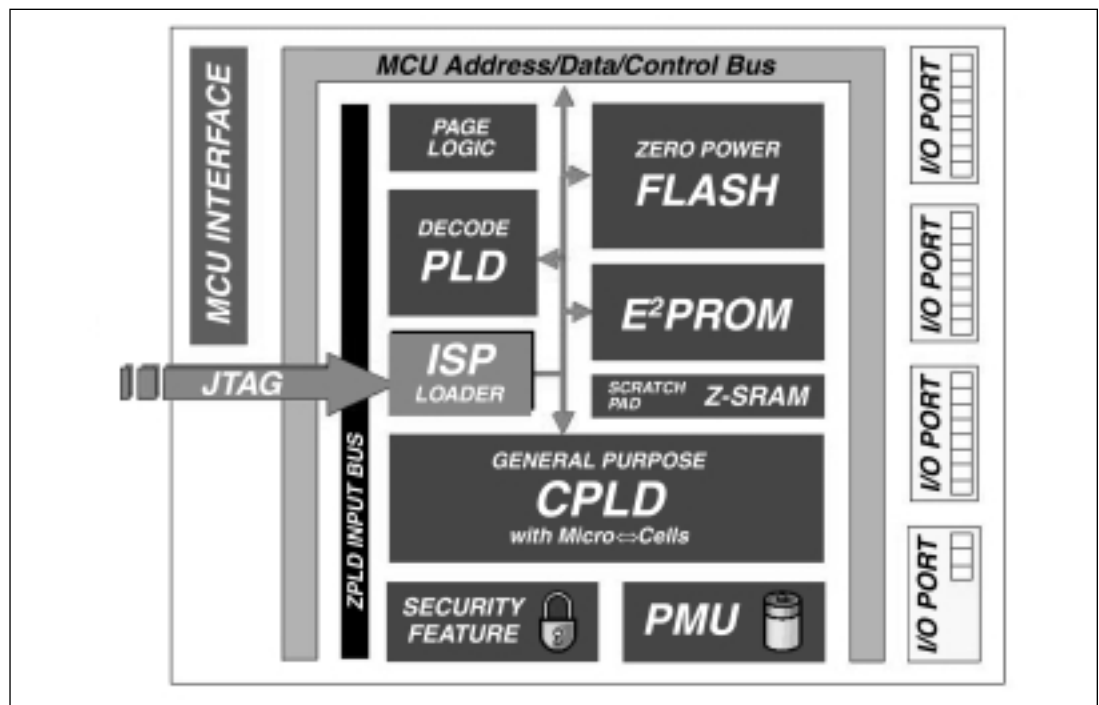 MCU INTERFACE
MCU Address/Data/Control Bus
PAGE
LOGIC
DECODE
PLD
ISP
LOADER
JTAG
ZPLD INPUT BUS
ZERO POWER
FLASH
E²PROM
SCRATCH
PAD
Z-SRAM
GENERAL PURPOSE
CPLD
with Micro⇔Cells
SECURITY
FEATURE
PMU
I/O PORT
I/O PORT
I/O PORT
I/O PORT